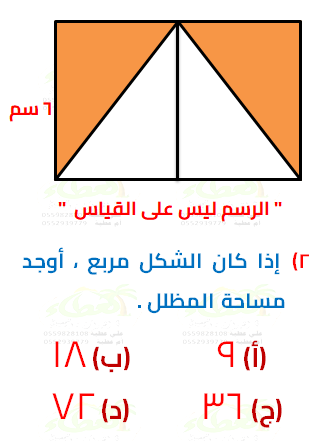 ٦ سم
" الرسم ليس على القياس "
٢) إذا كان الشكل مربع ، أوجد
مساحة المظلل .
(أ) ٩ (ب) ١٨
(ج) ٣٦ (د) ٧٢